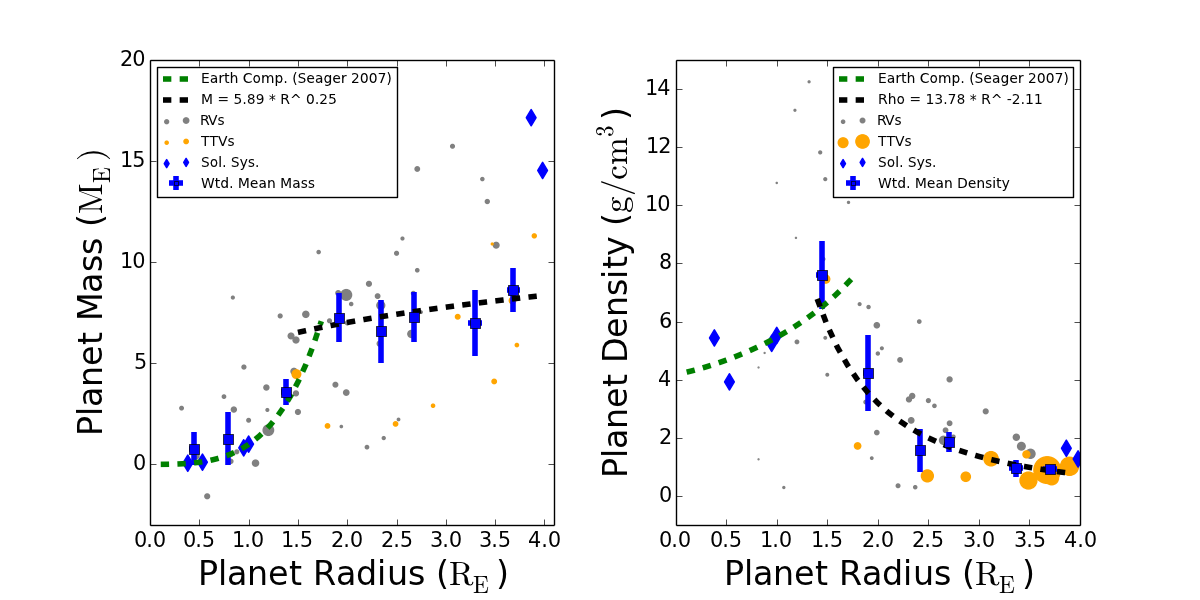 20
15
10
5
0
Planet Mass (M_E)
Earth Comp. (Seager 2007)
M = 5.89 * R^ 0.25
RVs
TTVs
Sol. Sys.
Wtd. Mean Mass
0.0 0.5 1.0 1.5 2.0 2.5 3.0 3.5 4.0
Planet Radius (R_E)
14
12
10
8
6
4
2
0
Planet Density (g/cm^3)
Earth Comp. (Seager 2007)
Rho = 13.78 * R^ -2.11
RVs
TTVs
Sol. Sys.
Wtd. Mean Density
0.0 0.5 1.0 1.5 2.0 2.5 3.0 3.5 4.0
Planet Radius (R_E)